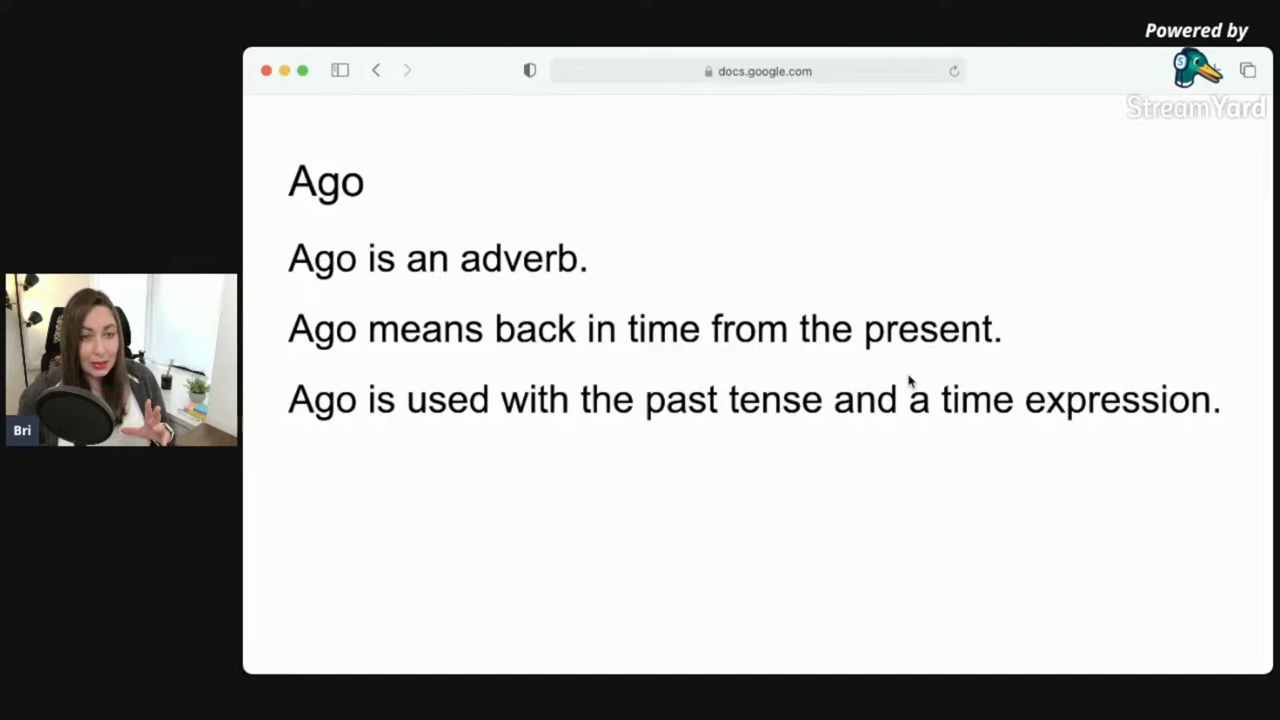 Powered by
docs.google.com
S
StreamYard
Ago
Ago is an adverb.
Ago means back in time from the present.
Ago is used with the past tense and a time expression.
Bri